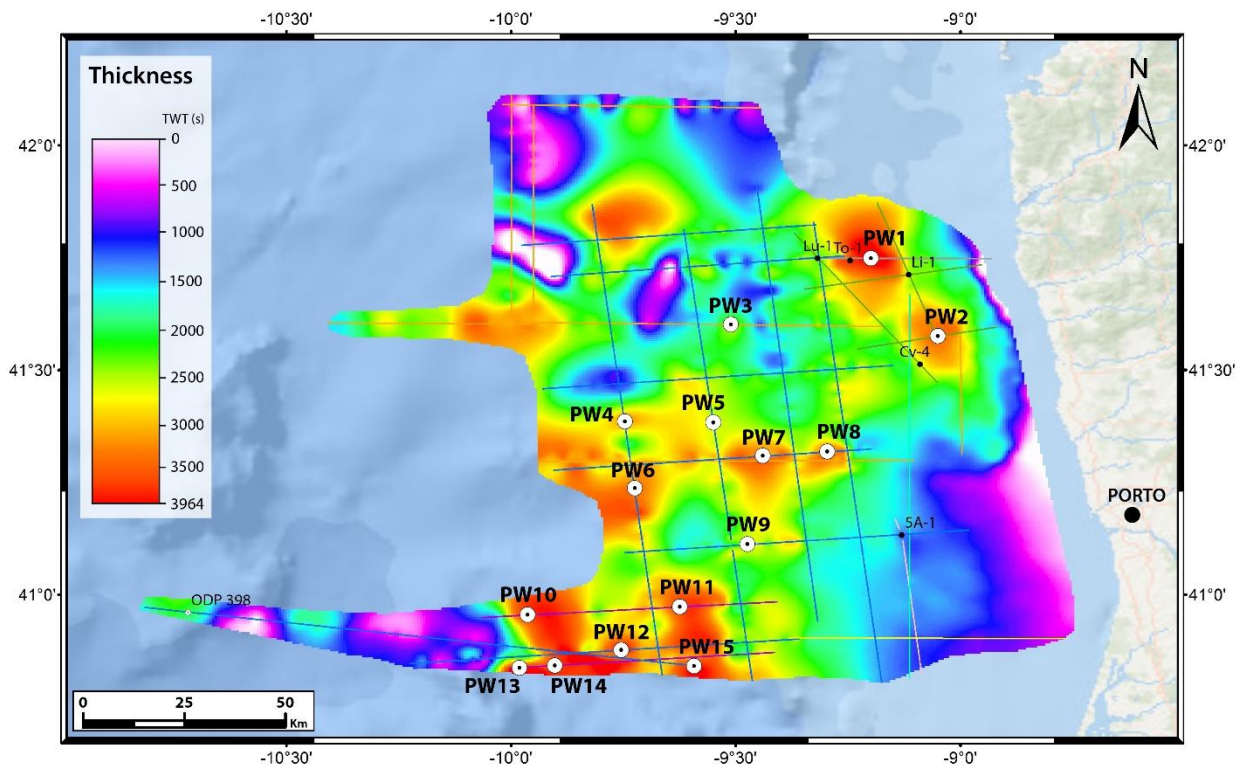 -10°30' -10°0' -9°30' -9°0'
Thickness
TWT (s)
0
500
1000
1500
2000
2500
3000
3500
3964
N
42°0' 42°0'
PW1
Lu-1 To-1
Li-1
PW3
PW2
Cv-4
41°30' 41°30'
PW4 PW5
PW7 PW8
PW6
PORTO
PW9
5A-1
41°0' 41°0'
ODP 398
PW10 PW11
PW12 PW15
PW13 PW14
0 25 50
Km
-10°30' -10°0' -9°30' -9°0'